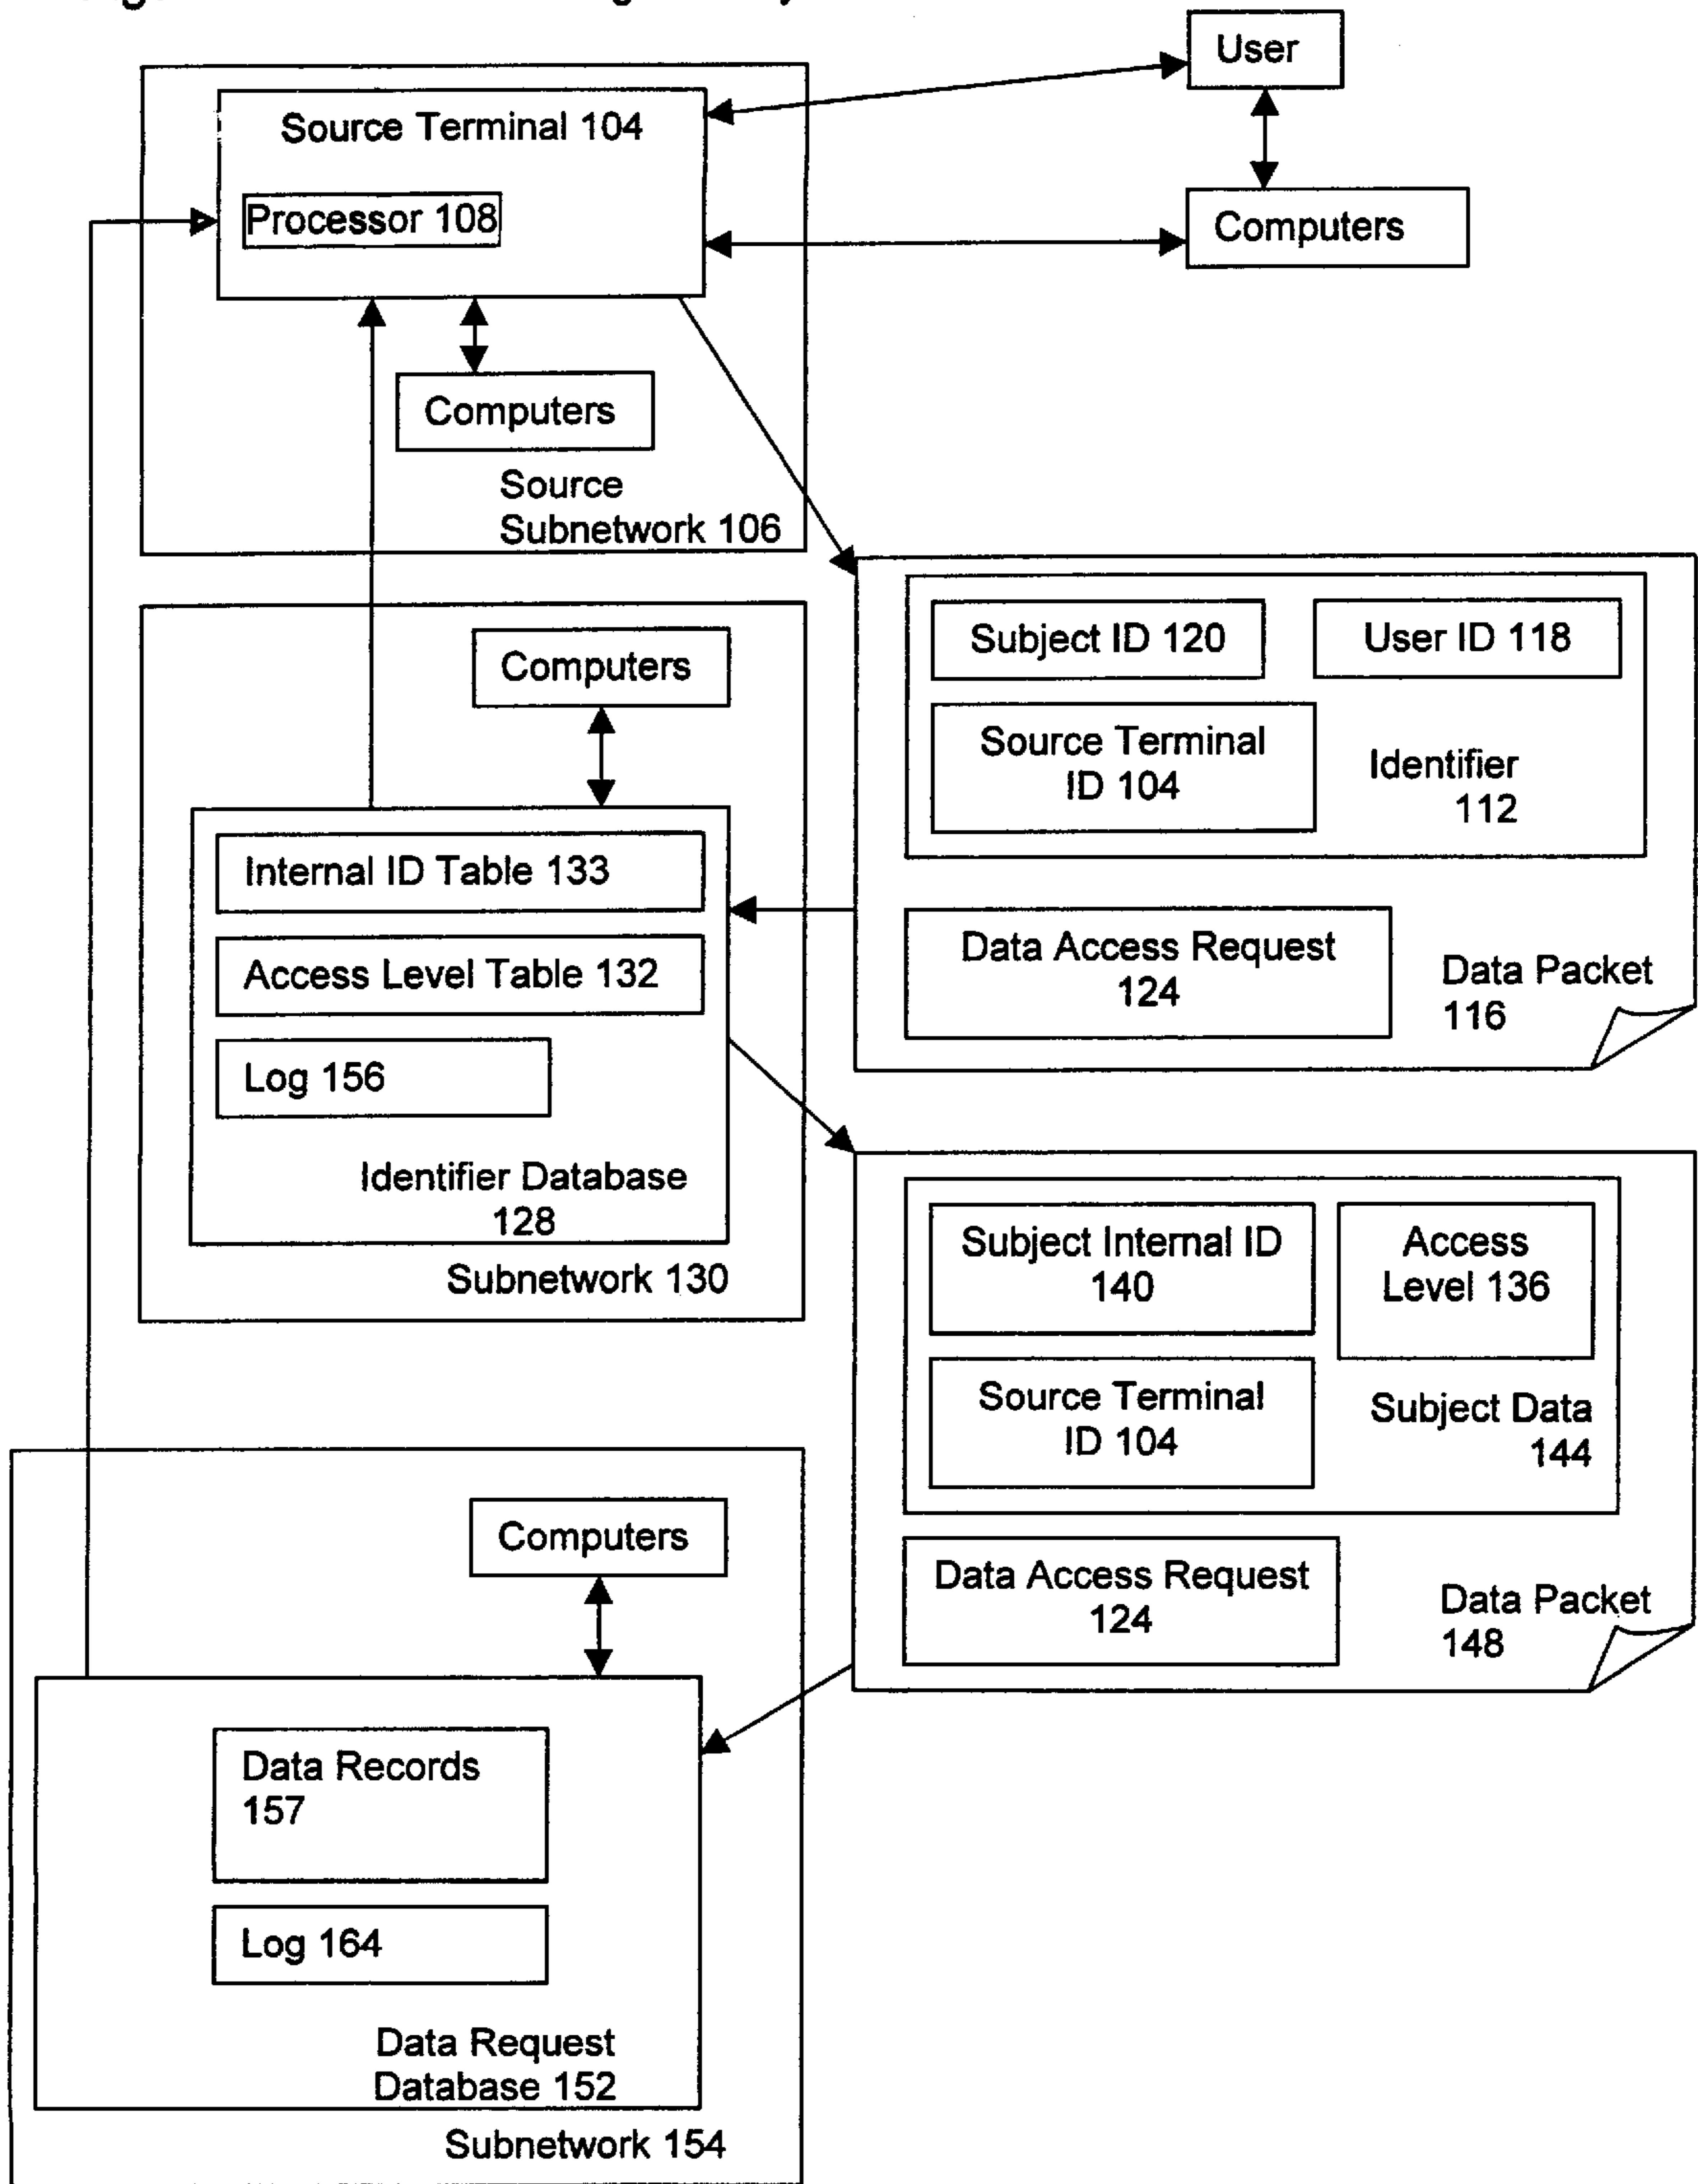 User
Source Terminal 104
Processor 108
Computers
Computers
Source
Subnetwork 106
Subject ID 120
User ID 118
Source Terminal
ID 104
Identifier
112
Data Access Request
124
Data Packet
116
Computers
Internal ID Table 133
Access Level Table 132
Log 156
Identifier Database
128
Subnetwork 130
Subject Internal ID
140
Access
Level 136
Source Terminal
ID 104
Subject Data
144
Data Access Request
124
Data Packet
148
Computers
Data Records
157
Log 164
Data Request
Database 152
Subnetwork 154